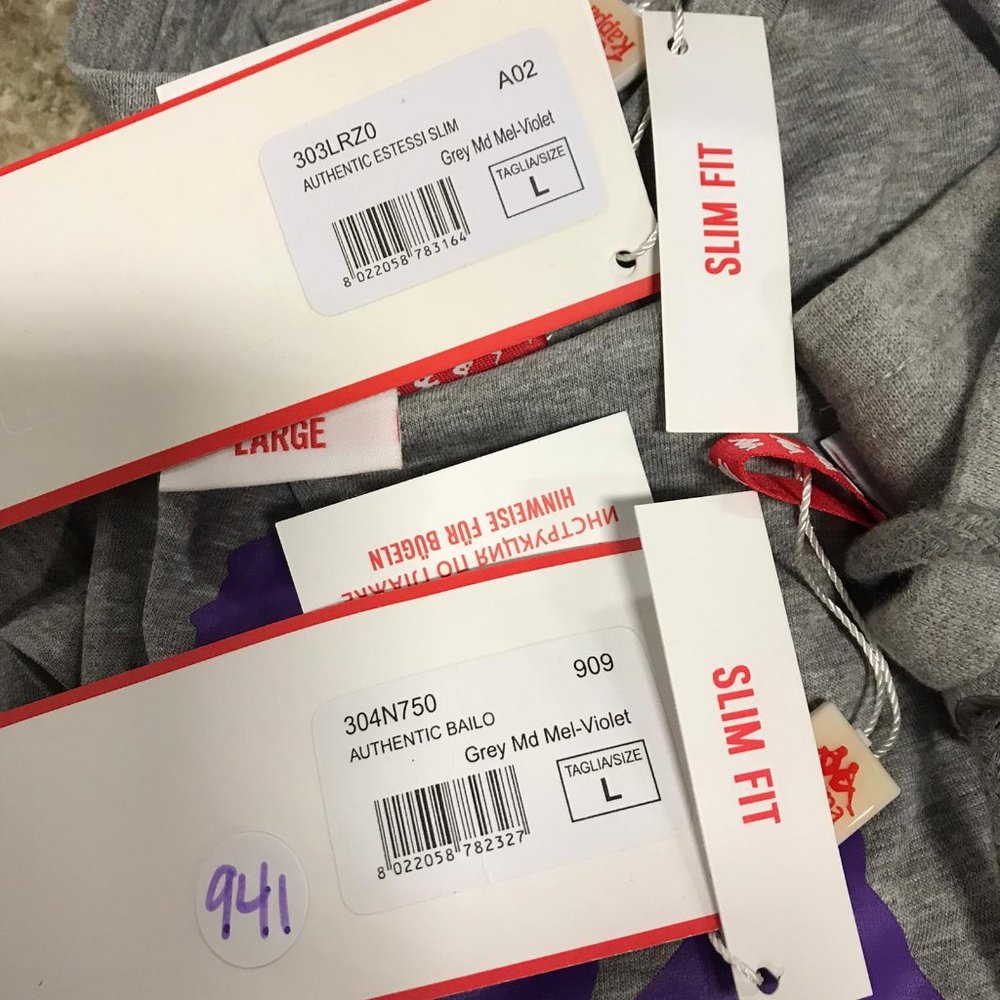 Kappa
A02
303LRZ0
AUTHENTIC ESTESSI SLIM
Grey Md Mel-Violet
TAGLIA/SIZE
L
8 022058 783164
SLIM FIT
LARGE
ИНСТРУКЦИЯ ПО ГЛАЖКЕ
HINWEISE FÜR BÜGELN
909
304N750
AUTHENTIC BAILO
Grey Md Mel-Violet
TAGLIA/SIZE
L
8 022058 782327
SLIM FIT
941